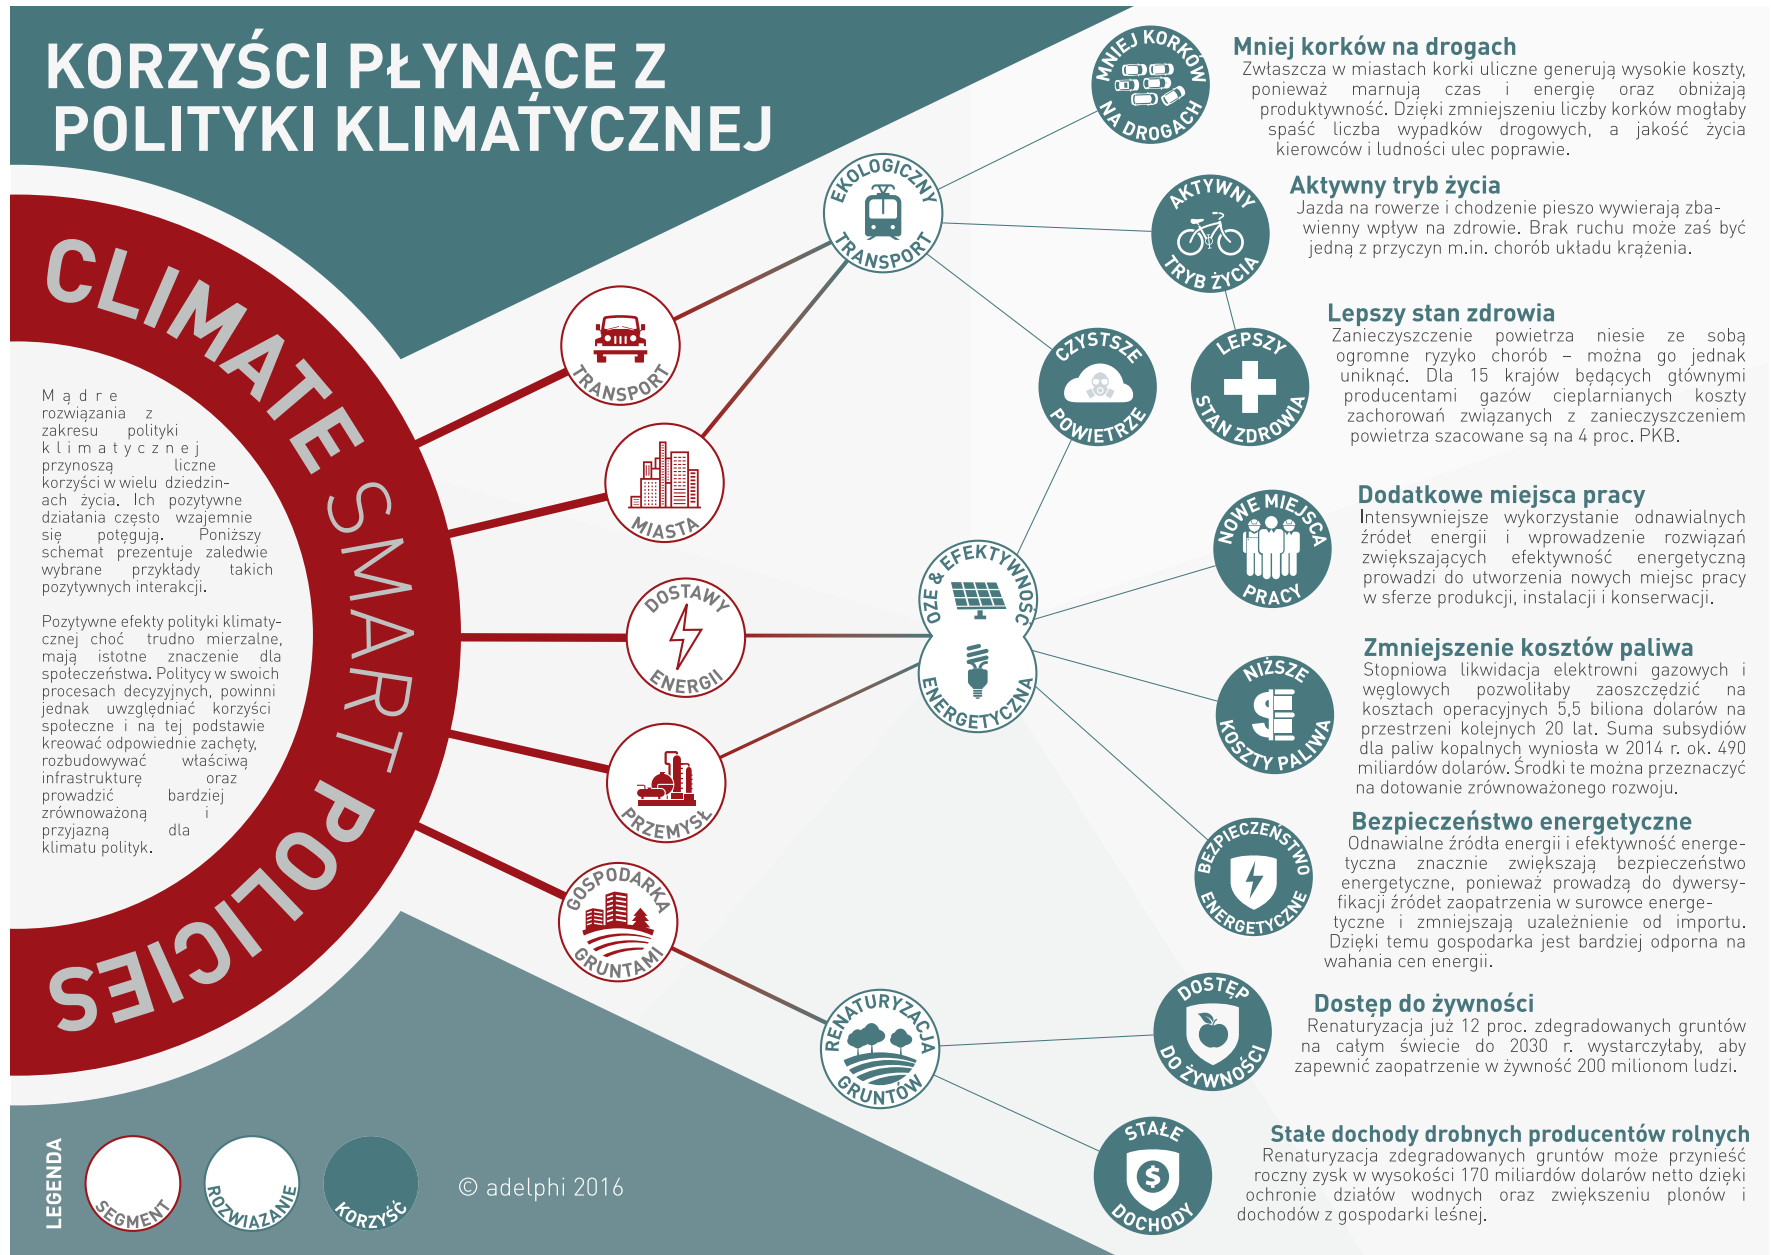 KORZYŚCI PŁYNĄCE Z
POLITYKI KLIMATYCZNEJ
CLIMATE SMART POLICIES
Mądre
rozwiązania z
zakresu polityki
klimatycznej
przynoszą liczne
korzyści w wielu dziedzin-
ach życia. Ich pozytywne
działania często wzajemnie
się potęgują. Poniższy
schemat prezentuje zaledwie
wybrane przykłady takich
pozytywnych interakcji.
Pozytywne efekty polityki klimaty-
cznej choć trudno mierzalne,
mają istotne znaczenie dla
społeczeństwa. Politycy w swoich
procesach decyzyjnych, powinni
jednak uwzględniać korzyści
społeczne i na tej podstawie
kreować odpowiednie zachęty,
rozbudowywać właściwą
infrastrukturę oraz
prowadzić bardziej
zrównoważoną i
przyjazną dla
klimatu polityk.
TRANSPORT
MIASTA
DOSTAWY
ENERGII
PRZEMYSŁ
GOSPODARKA
GRUNTAMI
EKOLOGICZNY
TRANSPORT
OZE & EFEKTYWNOŚĆ
ENERGETYCZNA
RENATURYZACJA
GRUNTÓW
MNIEJ KORKÓW
NA DROGACH
Mniej korków na drogach
Zwłaszcza w miastach korki uliczne generują wysokie koszty,
ponieważ marnują czas i energię oraz obniżają
produktywność. Dzięki zmniejszeniu liczby korków mogłaby
spaść liczba wypadków drogowych, a jakość życia
kierowców i ludności ulec poprawie.
AKTYWNY
TRYB ŻYCIA
Aktywny tryb życia
Jazda na rowerze i chodzenie pieszo wywierają zba-
wienny wpływ na zdrowie. Brak ruchu może zaś być
jedną z przyczyn m.in. chorób układu krążenia.
CZYSTSZE
POWIETRZE
LEPSZY
STAN ZDROWIA
Lepszy stan zdrowia
Zanieczyszczenie powietrza niesie ze sobą
ogromne ryzyko chorób – można go jednak
uniknąć. Dla 15 krajów będących głównymi
producentami gazów cieplarnianych koszty
zachorowań związanych z zanieczyszczeniem
powietrza szacowane są na 4 proc. PKB.
NOWE MIEJSCA
PRACY
Dodatkowe miejsca pracy
Intensywniejsze wykorzystanie odnawialnych
źródeł energii i wprowadzenie rozwiązań
zwiększających efektywność energetyczną
prowadzi do utworzenia nowych miejsc pracy
w sferze produkcji, instalacji i konserwacji.
NIŻSZE
KOSZTY PALIWA
Zmniejszenie kosztów paliwa
Stopniowa likwidacja elektrowni gazowych i
węglowych pozwoliłaby zaoszczędzić na
kosztach operacyjnych 5,5 biliona dolarów na
przestrzeni kolejnych 20 lat. Suma subsydiów
dla paliw kopalnych wyniosła w 2014 r. ok. 490
miliardów dolarów. Środki te można przeznaczyć
na dotowanie zrównoważonego rozwoju.
BEZPIECZEŃSTWO
ENERGETYCZNE
Bezpieczeństwo energetyczne
Odnawialne źródła energii i efektywność energe-
tyczna znacznie zwiększają bezpieczeństwo
energetyczne, ponieważ prowadzą do dywersy-
fikacji źródeł zaopatrzenia w surowce energe-
tyczne i zmniejszają uzależnienie od importu.
Dzięki temu gospodarka jest bardziej odporna na
wahania cen energii.
DOSTĘP
DO ŻYWNOŚCI
Dostęp do żywności
Renaturyzacja już 12 proc. zdegradowanych gruntów
na całym świecie do 2030 r. wystarczyłaby, aby
zapewnić zaopatrzenie w żywność 200 milionom ludzi.
STAŁE
$
DOCHODY
Stałe dochody drobnych producentów rolnych
Renaturyzacja zdegradowanych gruntów może przynieść
roczny zysk w wysokości 170 miliardów dolarów netto dzięki
ochronie działów wodnych oraz zwiększeniu plonów i
dochodów z gospodarki leśnej.
LEGENDA
SEGMENT
ROZWIĄZANIE
KORZYŚĆ
© adelphi 2016